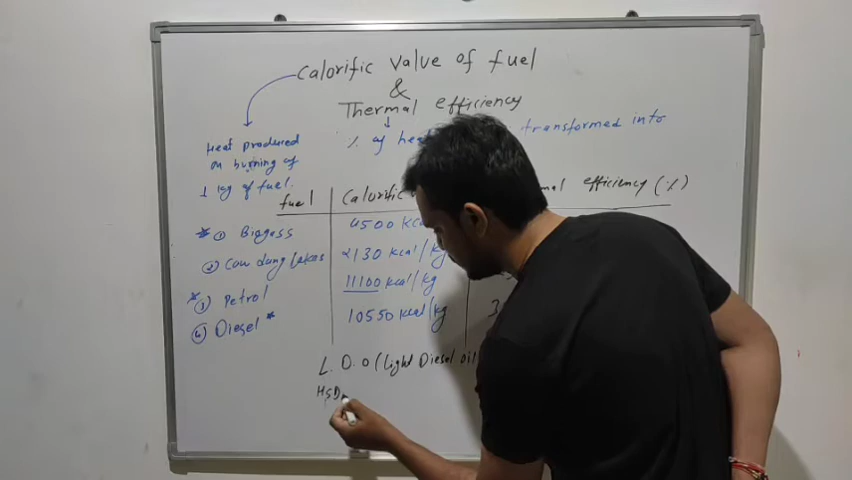 Calorific Value of fuel
&
Thermal efficiency
Heat produced
on burning of
1 kg of fuel.
% of heat transformed into
fuel Calorific efficiency (%)
* ① Biogass 4500
② Cow dung Cakes 2130 kcal/kg
* ③ Petrol 11100 kcal/kg
④ Diesel * 10550 kcal/kg 3
L.D.O (Light Diesel oil
HSD